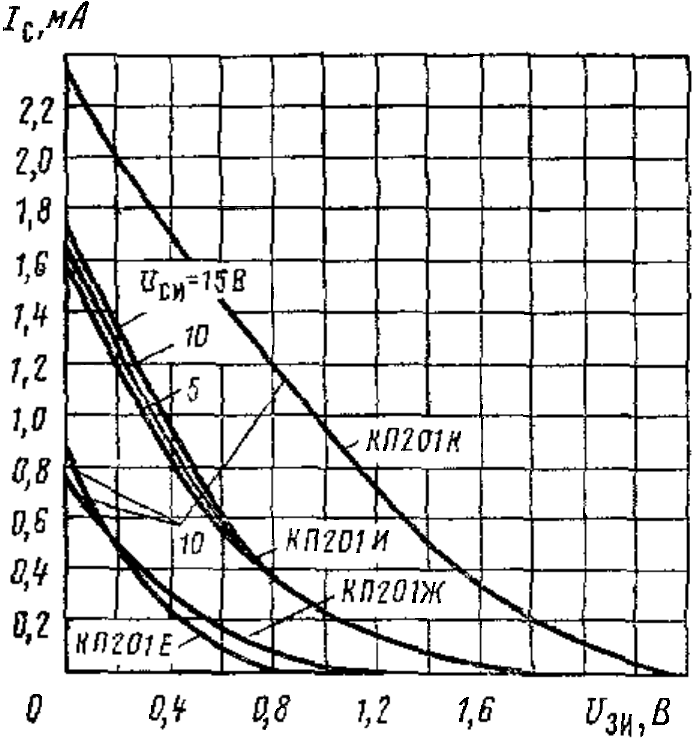 I_C, мА
2,2
2,0
1,8
1,6
U_СИ=15В
1,4
10
1,2
5
1,0
КП201К
0,8
0,6
10
КП201И
0,4
КП201Ж
0,2
КП201Е
0
0,4
0,8
1,2
1,6
U_ЗИ, В